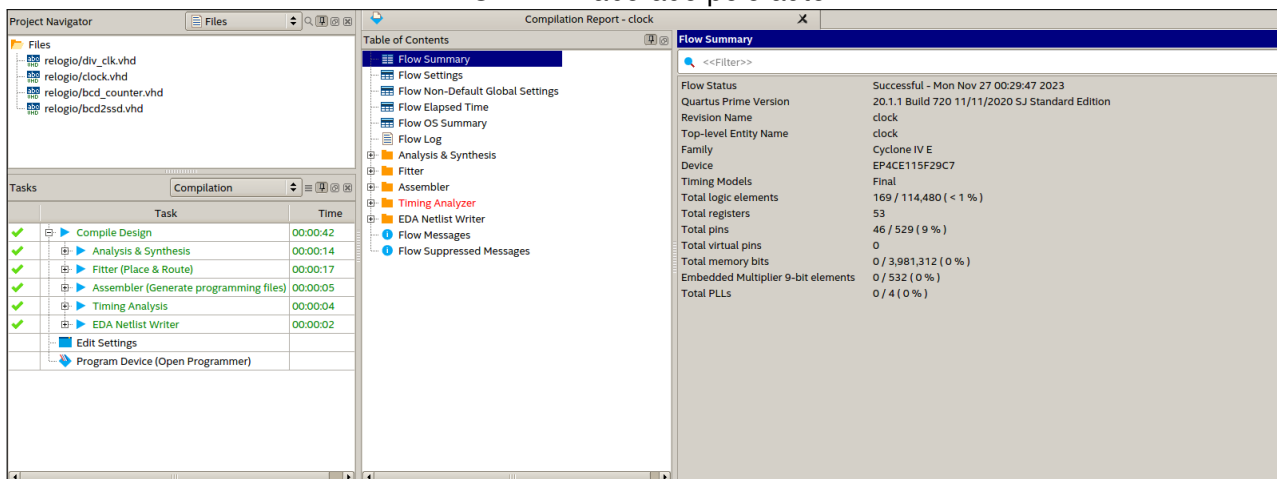 Project Navigator
Files
Files
relogio/div_clk.vhd
relogio/clock.vhd
relogio/bcd_counter.vhd
relogio/bcd2ssd.vhd
Tasks
Compilation
Task Time
Compile Design 00:00:42
Analysis & Synthesis 00:00:14
Fitter (Place & Route) 00:00:17
Assembler (Generate programming files) 00:00:05
Timing Analysis 00:00:04
EDA Netlist Writer 00:00:02
Edit Settings
Program Device (Open Programmer)
Compilation Report - clock
Table of Contents
Flow Summary
Flow Settings
Flow Non-Default Global Settings
Flow Elapsed Time
Flow OS Summary
Flow Log
Analysis & Synthesis
Fitter
Assembler
Timing Analyzer
EDA Netlist Writer
Flow Messages
Flow Suppressed Messages
Flow Summary
<<Filter>>
Flow Status Successful - Mon Nov 27 00:29:47 2023
Quartus Prime Version 20.1.1 Build 720 11/11/2020 SJ Standard Edition
Revision Name clock
Top-level Entity Name clock
Family Cyclone IV E
Device EP4CE115F29C7
Timing Models Final
Total logic elements 169 / 114,480 ( < 1 % )
Total registers 53
Total pins 46 / 529 ( 9 % )
Total virtual pins 0
Total memory bits 0 / 3,981,312 ( 0 % )
Embedded Multiplier 9-bit elements 0 / 532 ( 0 % )
Total PLLs 0 / 4 ( 0 % )